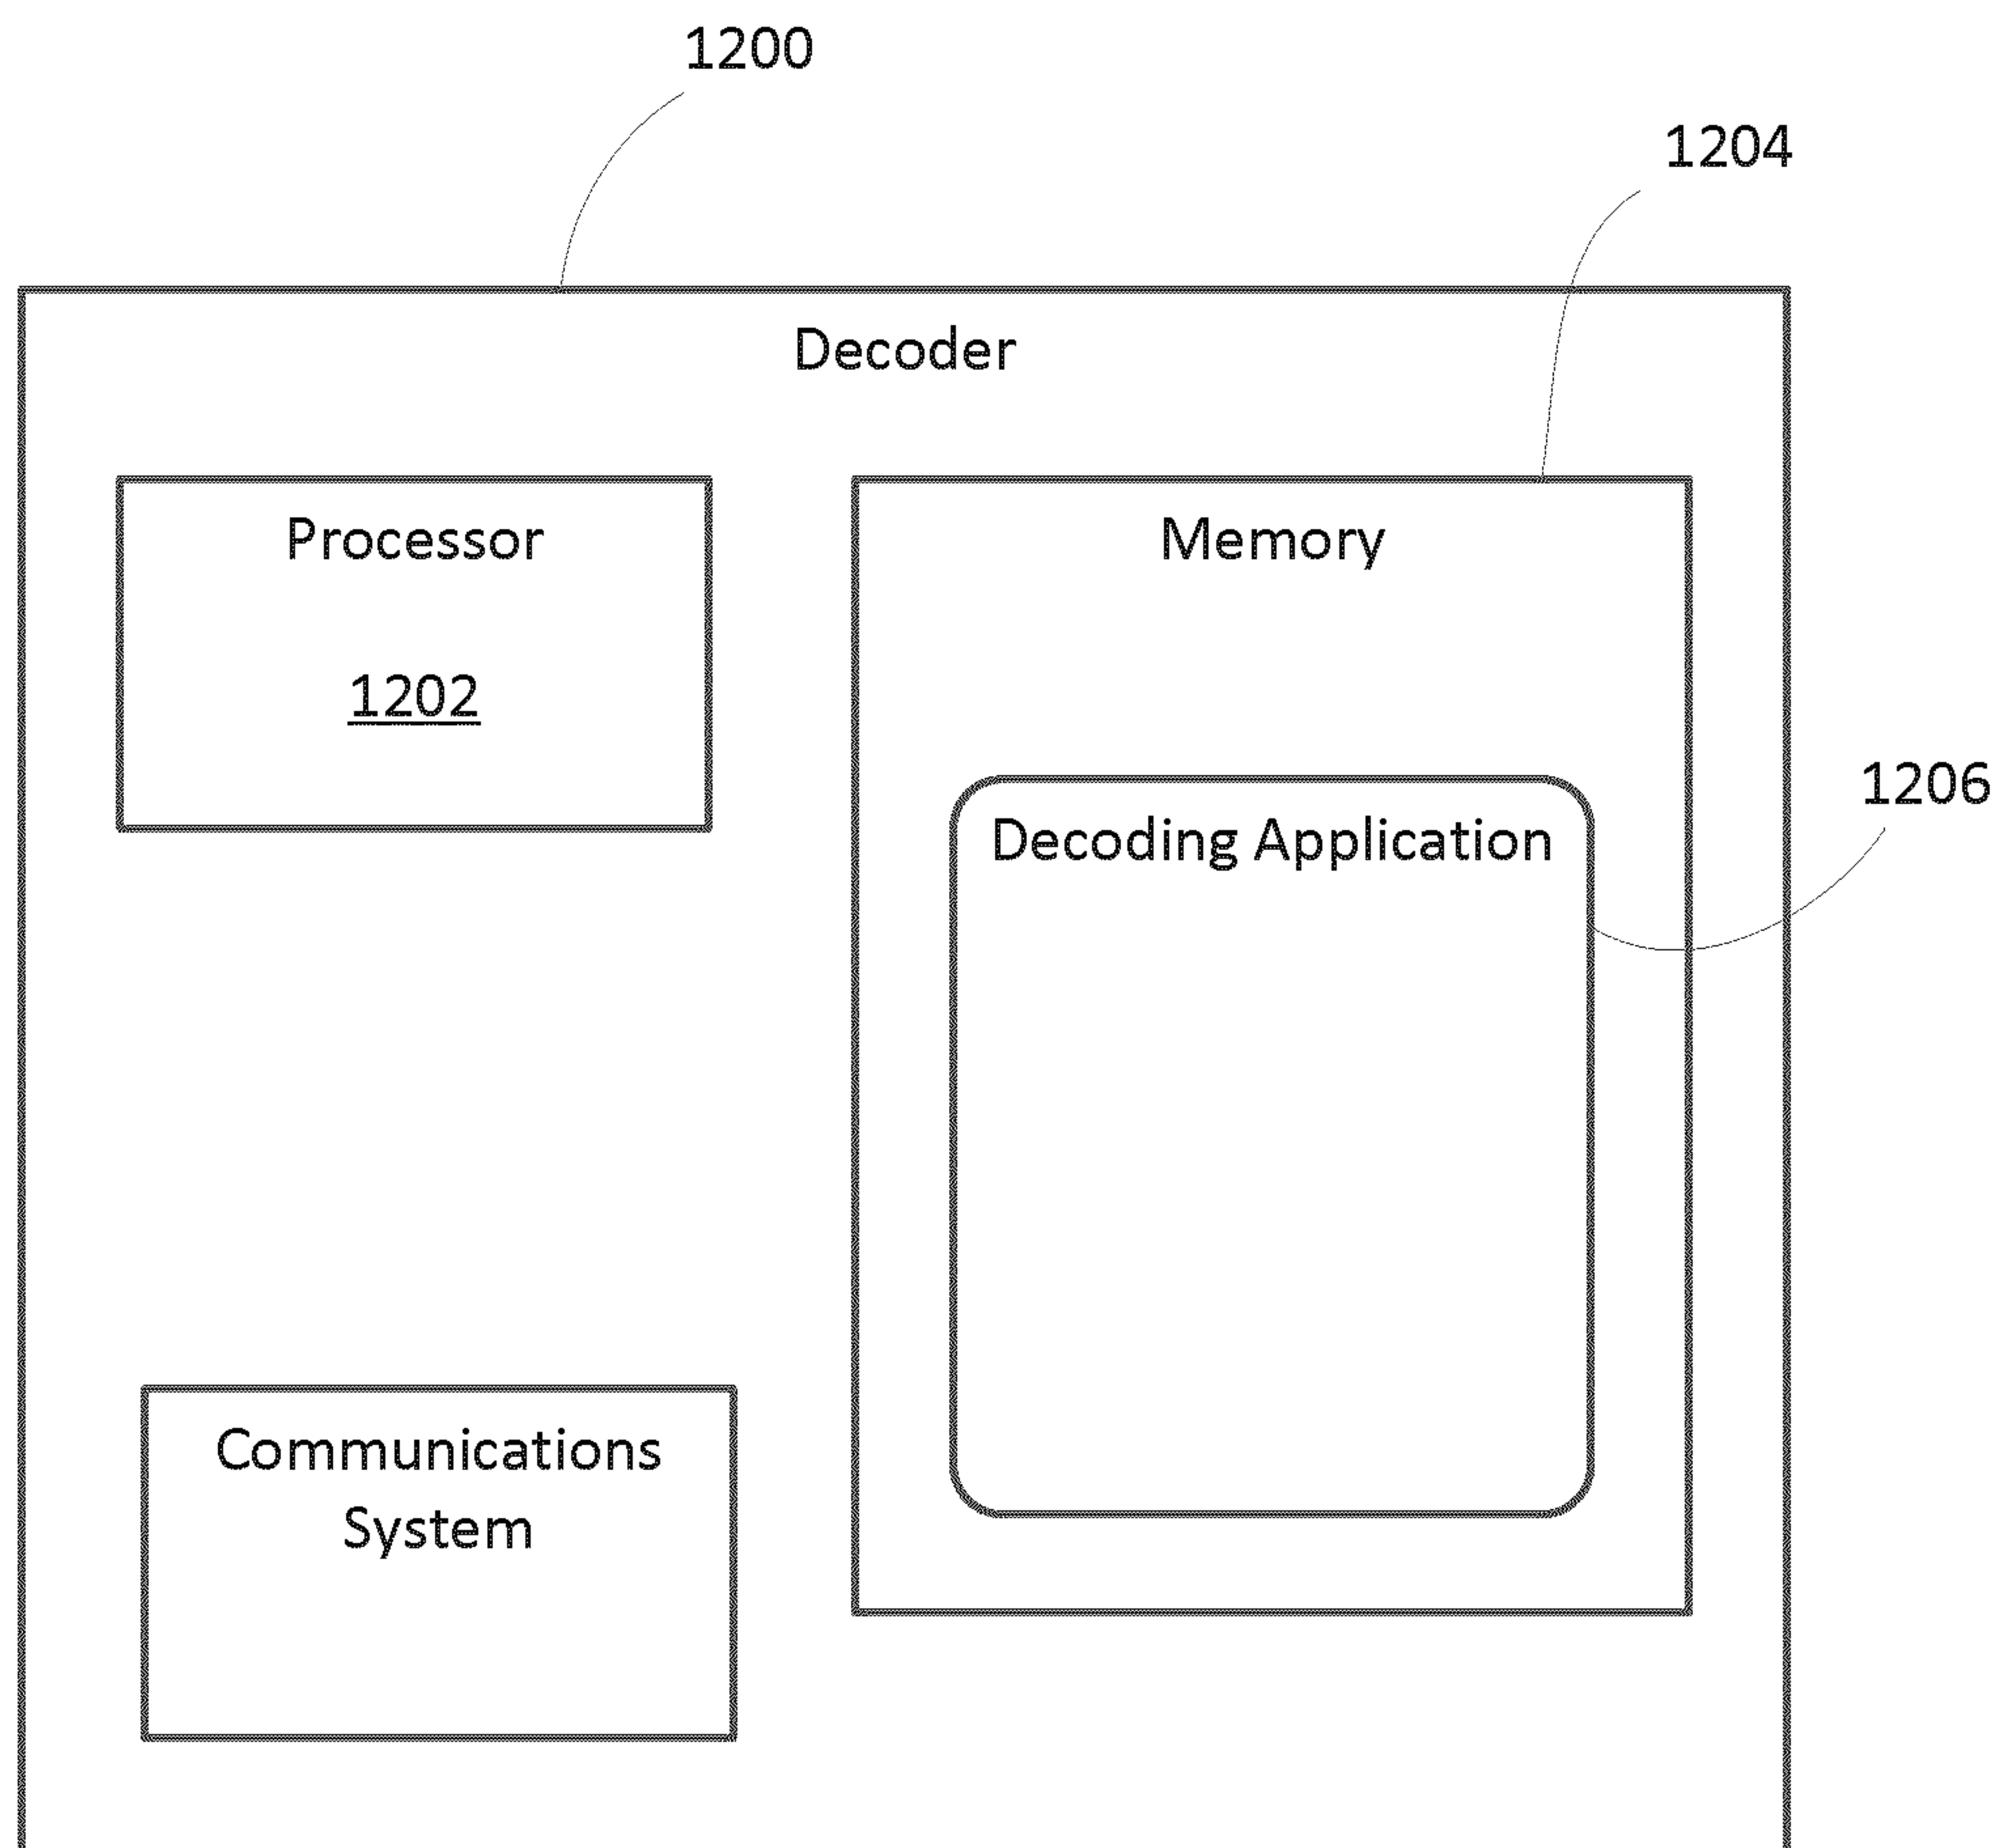 1200
1204
Decoder
Processor
1202
Memory
Decoding Application
1206
Communications
System